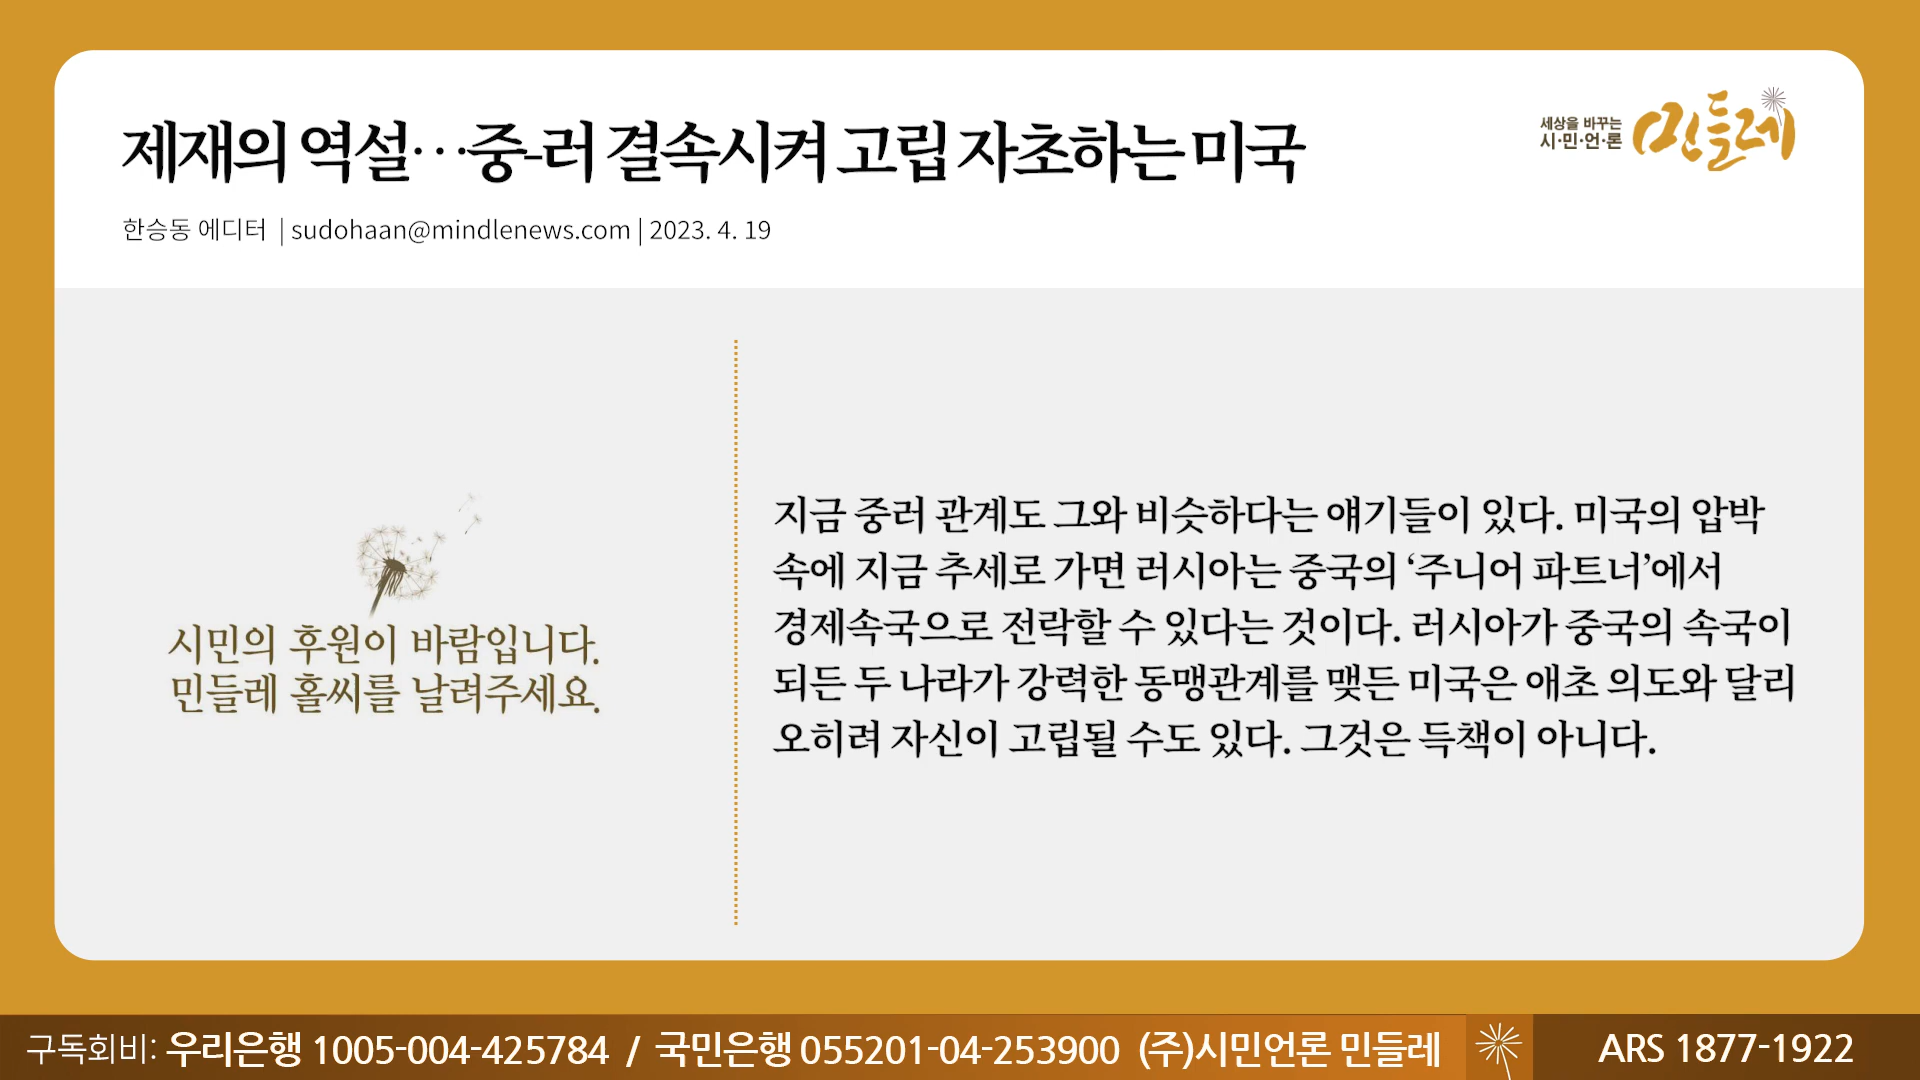 제재의 역설…중-러 결속시켜 고립 자초하는 미국
세상을 바꾸는
시·민·언·론
민들레
한승동 에디터 | sudohaan@mindlenews.com | 2023. 4. 19
시민의 후원이 바람입니다.
민들레 홀씨를 날려주세요.
지금 중러 관계도 그와 비슷하다는 얘기들이 있다. 미국의 압박
속에 지금 추세로 가면 러시아는 중국의 ‘주니어 파트너’에서
경제속국으로 전락할 수 있다는 것이다. 러시아가 중국의 속국이
되든 두 나라가 강력한 동맹관계를 맺든 미국은 애초 의도와 달리
오히려 자신이 고립될 수도 있다. 그것은 득책이 아니다.
구독회비: 우리은행 1005-004-425784 / 국민은행 055201-04-253900 (주)시민언론 민들레
ARS 1877-1922